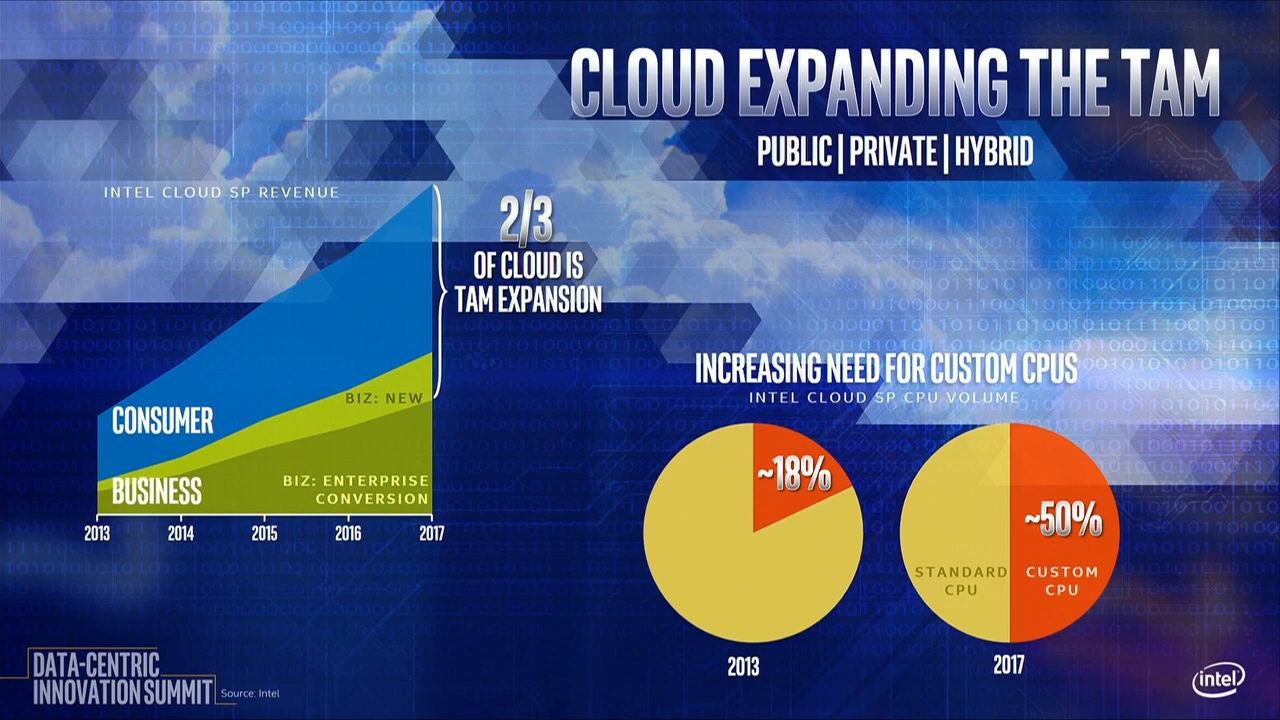 CLOUD EXPANDING THE TAM
PUBLIC | PRIVATE | HYBRID
INTEL CLOUD SP REVENUE
2/3
OF CLOUD IS
TAM EXPANSION
CONSUMER
BIZ: NEW
BUSINESS
BIZ: ENTERPRISE
CONVERSION
2013 2014 2015 2016 2017
INCREASING NEED FOR CUSTOM CPUS
INTEL CLOUD SP CPU VOLUME
~18%
2013
~50%
STANDARD
CPU
CUSTOM
CPU
2017
DATA-CENTRIC
INNOVATION SUMMIT
Source: Intel
intel